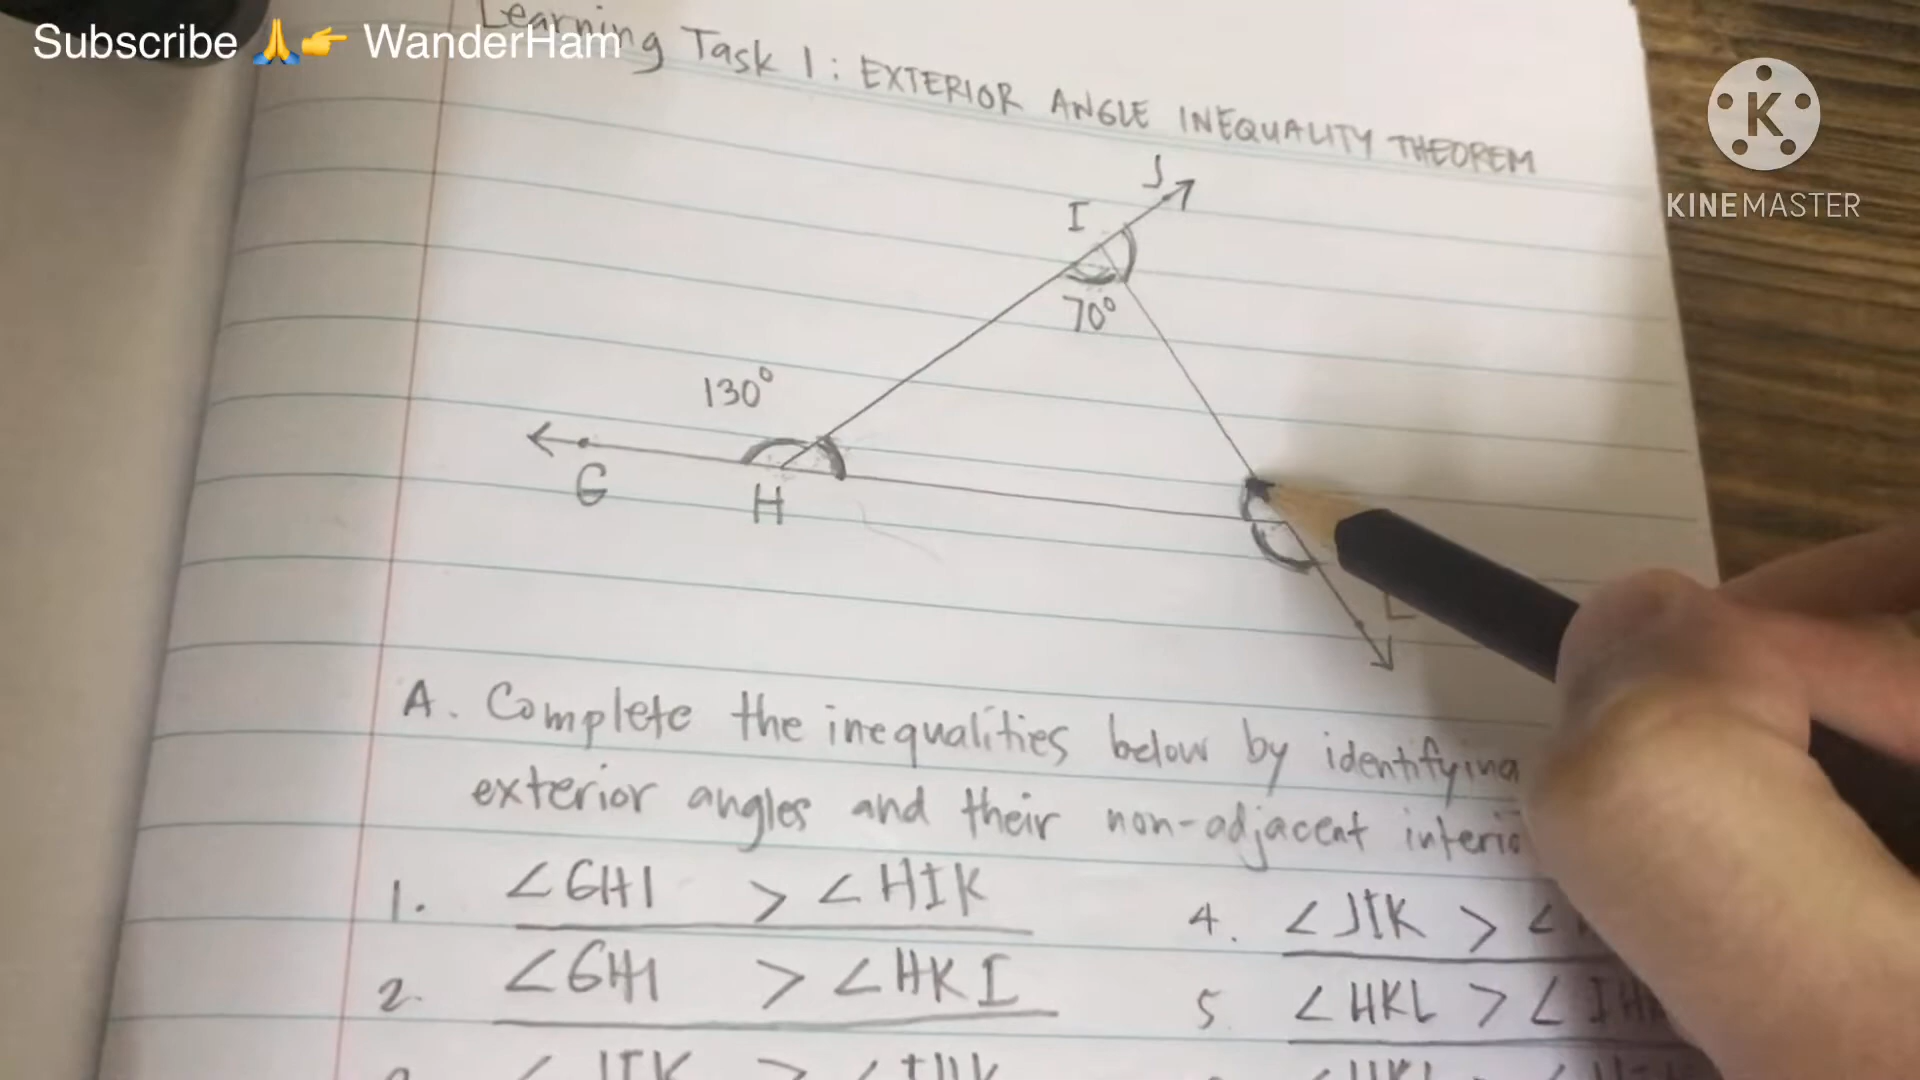 Subscribe 🙏👉 WanderHam
Learning Task 1: EXTERIOR ANGLE INEQUALITY THEOREM
K
KINEMASTER
J
I
70°
130°
G
H
L
A. Complete the inequalities below by identifying
exterior angles and their non-adjacent
1. ∠GHI > ∠HIK
4. ∠JIK > ∠
2. ∠GHI > ∠HKI
5. ∠HKL > ∠